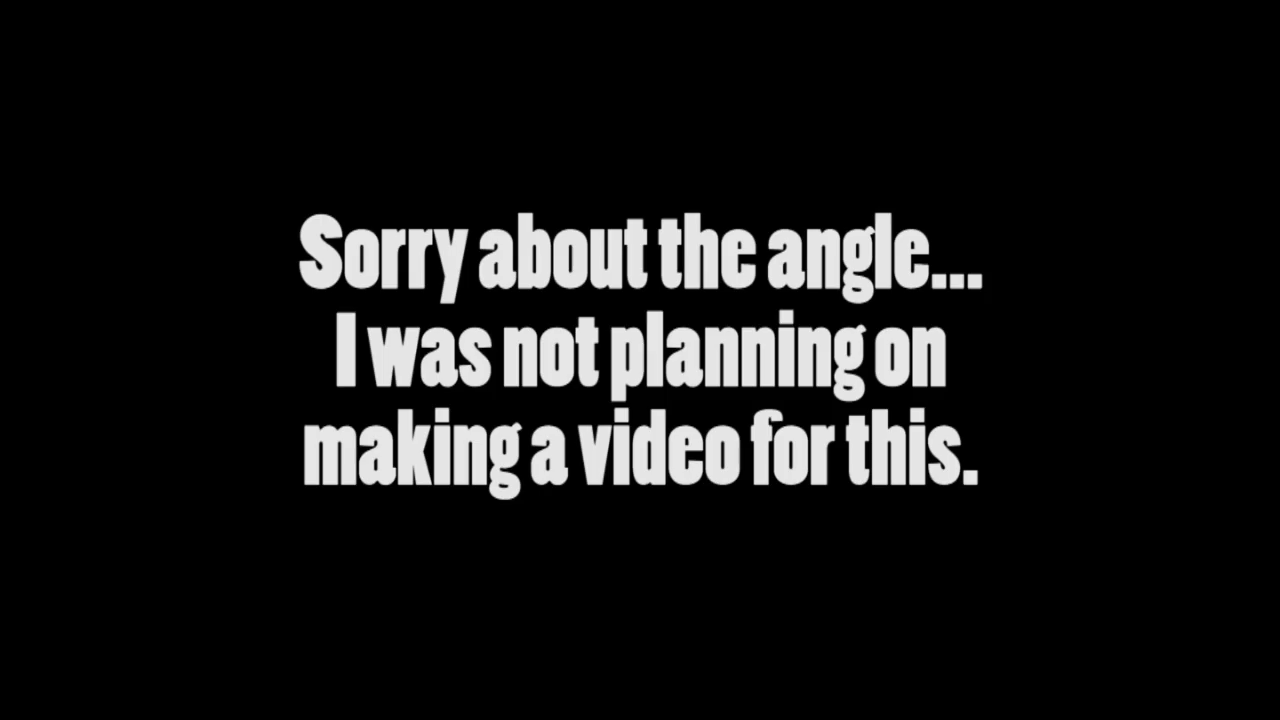 Sorry about the angle...
I was not planning on
making a video for this.